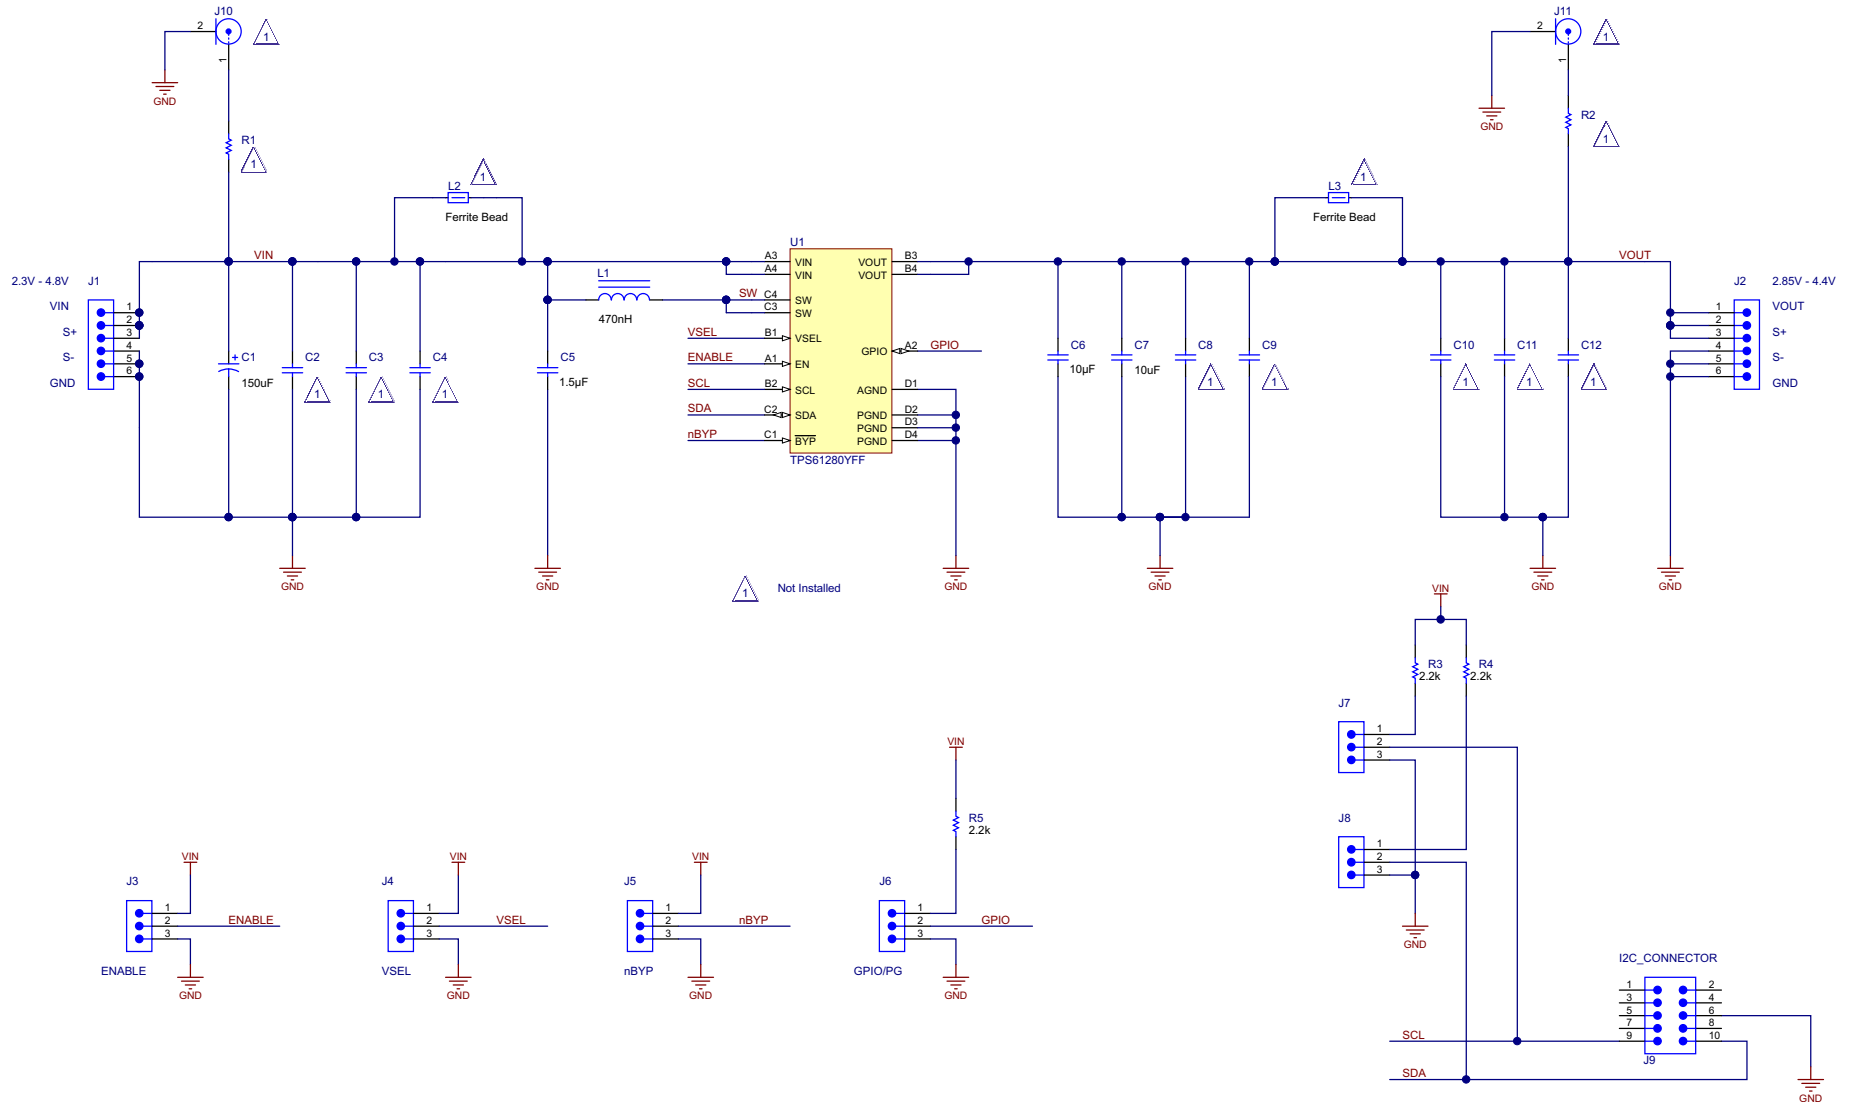 J10
2
1
1
GND
R1
1
J11
2
1
1
GND
R2
1
L2
1
Ferrite Bead
L3
1
Ferrite Bead
2.3V - 4.8V
J1
VIN
S+
S-
GND
1
2
3
4
5
6
VIN
+ C1
150uF
C2
1
C3
1
C4
1
GND
C5
1.5µF
GND
L1
470nH
SW
VSEL
ENABLE
SCL
SDA
nBYP
U1
A3 VIN
A4 VIN
C4 SW
C3 SW
B1 VSEL
A1 EN
B2 SCL
C2 SDA
C1 BYP
VOUT B3
VOUT B4
GPIO A2 GPIO
AGND D1
PGND D2
PGND D3
PGND D4
TPS61280YFF
GND
C6
10µF
C7
10uF
C8
1
C9
1
GND
C10
1
C11
1
C12
1
GND
VOUT
J2
2.85V - 4.4V
1
2
3
4
5
6
VOUT
S+
S-
GND
GND
1 Not Installed
VIN
R3
2.2k
R4
2.2k
J7
1
2
3
J8
1
2
3
GND
VIN
J3
1
2
3
ENABLE
ENABLE
GND
VIN
J4
1
2
3
VSEL
VSEL
GND
VIN
J5
1
2
3
nBYP
nBYP
GND
VIN
R5
2.2k
J6
1
2
3
GPIO
GPIO/PG
GND
I2C_CONNECTOR
1 2
3 4
5 6
7 8
9 10
J9
SCL
SDA
GND